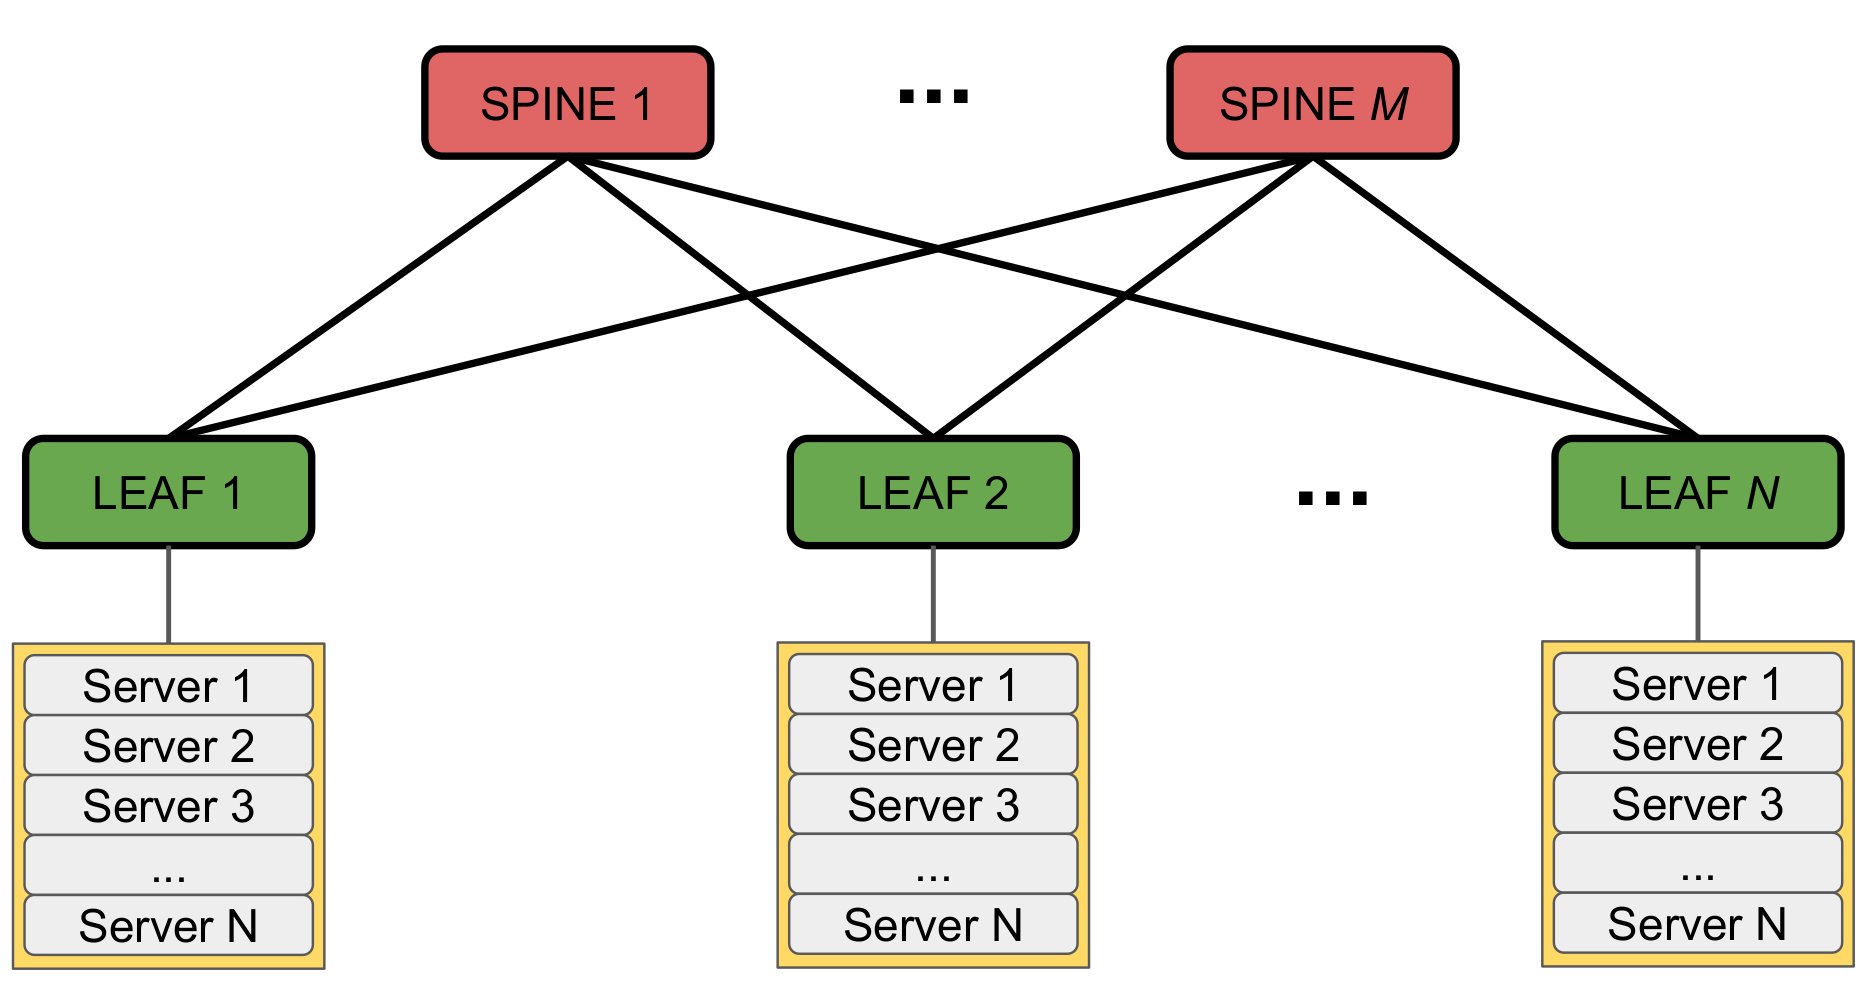 SPINE 1
...
SPINE M
LEAF 1
LEAF 2
...
LEAF N
Server 1
Server 2
Server 3
...
Server N
Server 1
Server 2
Server 3
...
Server N
Server 1
Server 2
Server 3
...
Server N